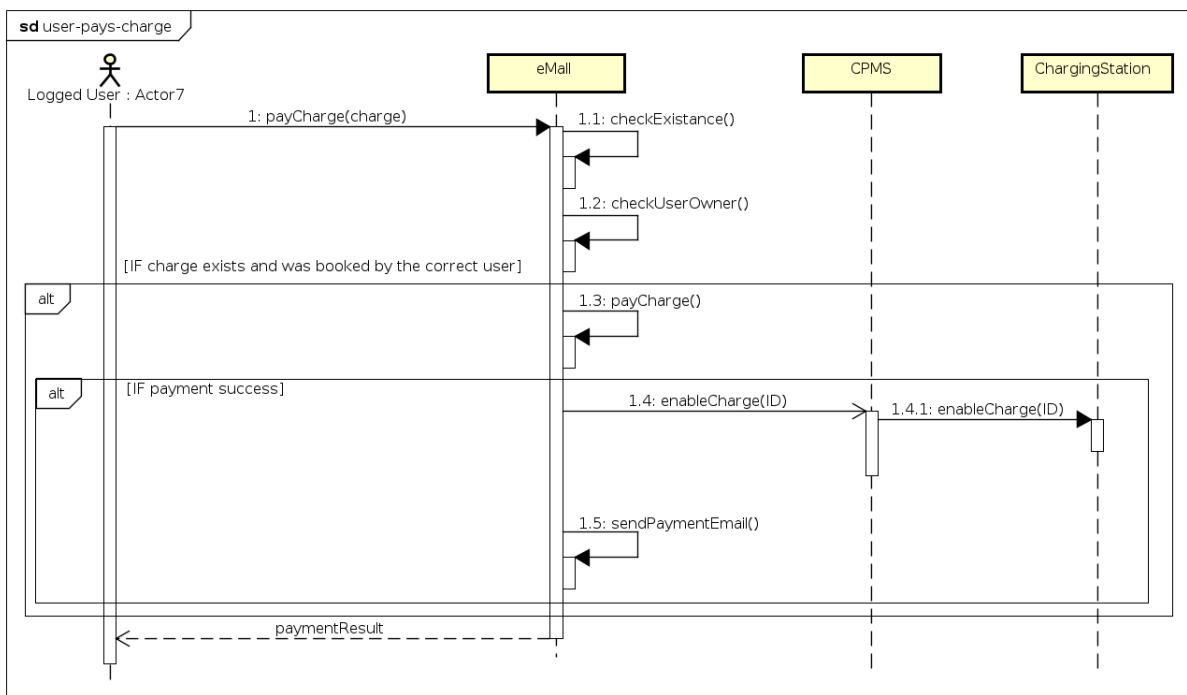 sd user-pays-charge
Logged User : Actor7
eMall
CPMS
ChargingStation
1: payCharge(charge)
1.1: checkExistance()
1.2: checkUserOwner()
[IF charge exists and was booked by the correct user]
alt
1.3: payCharge()
alt
[IF payment success]
1.4: enableCharge(ID)
1.4.1: enableCharge(ID)
1.5: sendPaymentEmail()
paymentResult